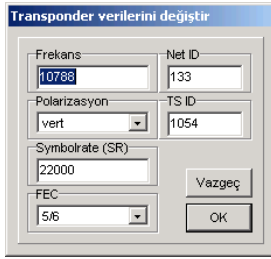 Transponder verilerini değiştir
Frekans Net ID
10788 133
Polarizasyon TS ID
vert 1054
Symbolrate (SR)
22000
Vazgeç
FEC
5/6 OK